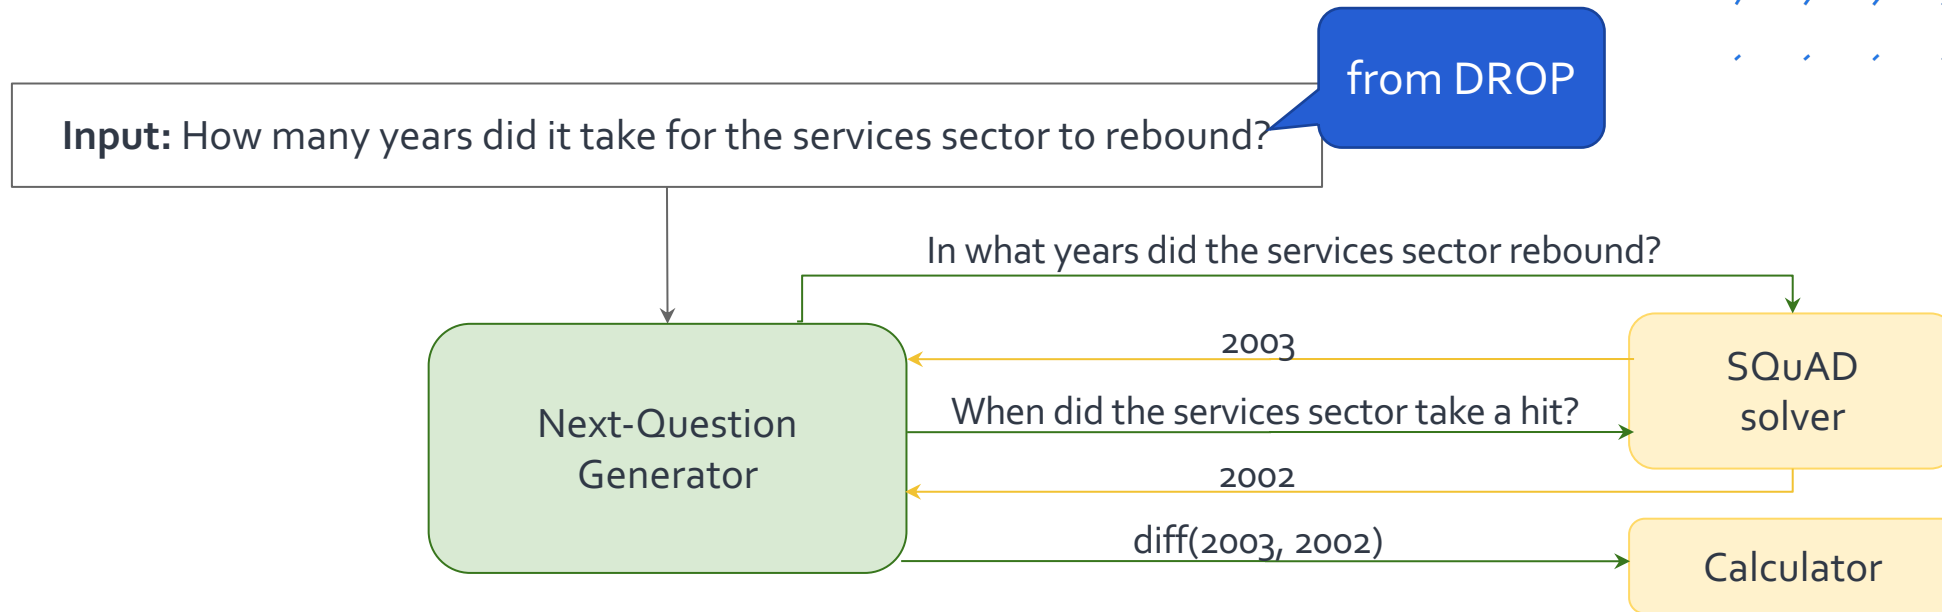 from DROP
Input: How many years did it take for the services sector to rebound?
In what years did the services sector rebound?
2003
When did the services sector take a hit?
2002
diff(2003, 2002)
Next-Question
Generator
SQuAD
solver
Calculator